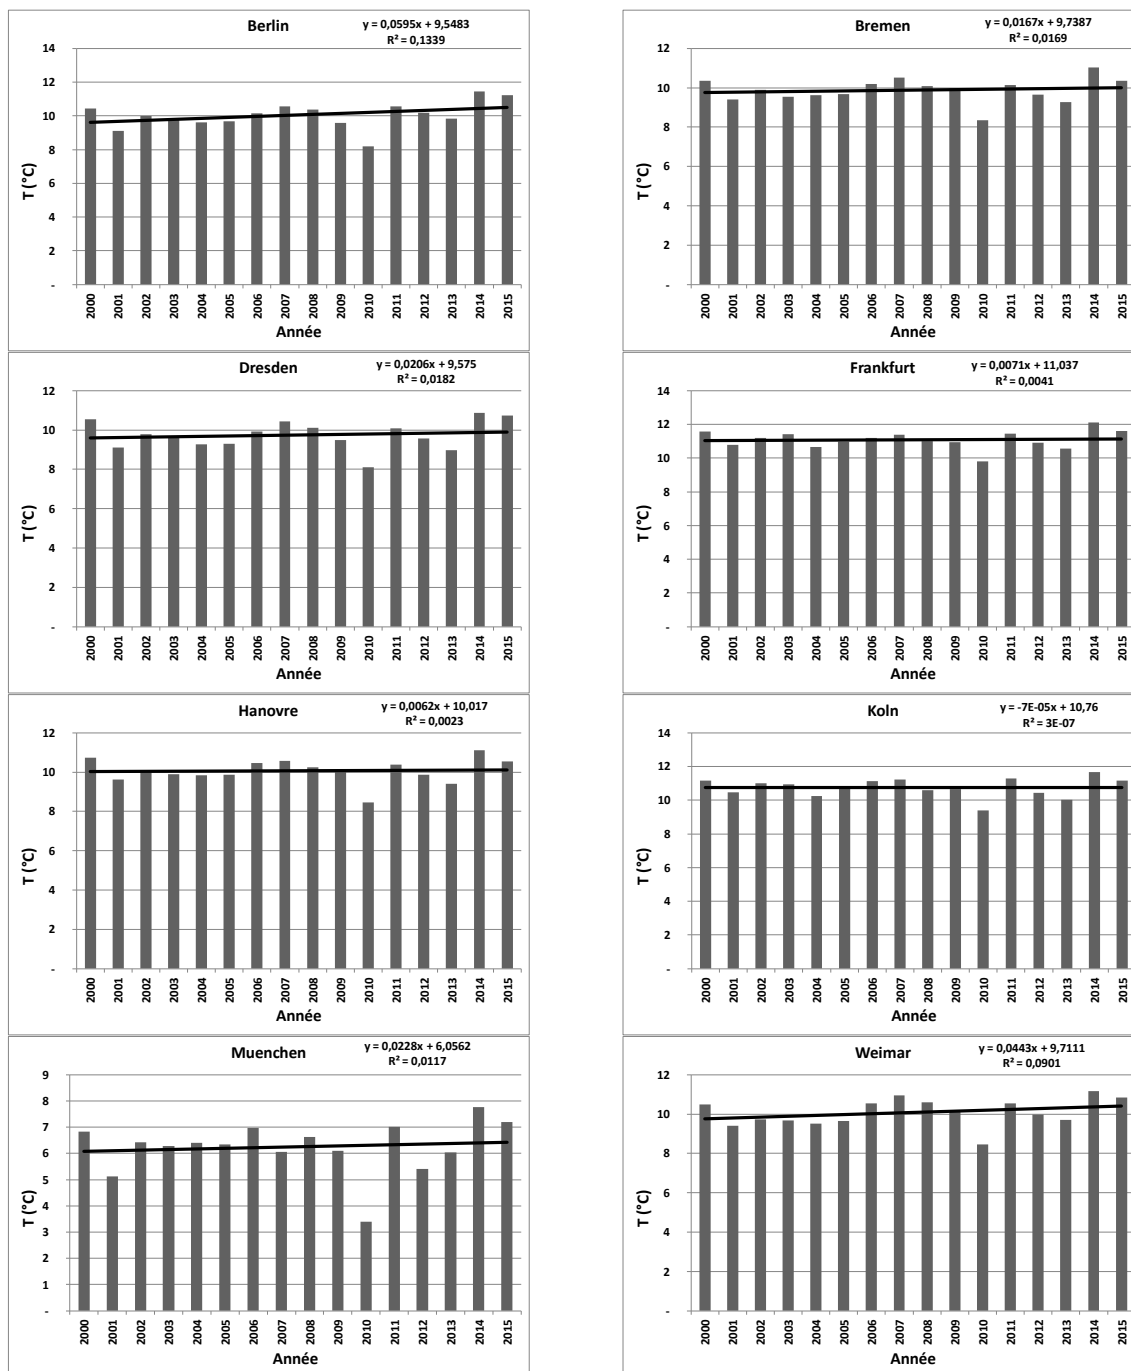 Berlin
y = 0,0595x + 9,5483
R² = 0,1339
14
12
10
8
6
4
2
-
T (°C)
2000 2001 2002 2003 2004 2005 2006 2007 2008 2009 2010 2011 2012 2013 2014 2015
Année
Bremen
y = 0,0167x + 9,7387
R² = 0,0169
12
10
8
6
4
2
-
T (°C)
2000 2001 2002 2003 2004 2005 2006 2007 2008 2009 2010 2011 2012 2013 2014 2015
Année
Dresden
y = 0,0206x + 9,575
R² = 0,0182
12
10
8
6
4
2
-
T (°C)
2000 2001 2002 2003 2004 2005 2006 2007 2008 2009 2010 2011 2012 2013 2014 2015
Année
Frankfurt
y = 0,0071x + 11,037
R² = 0,0041
14
12
10
8
6
4
2
-
T (°C)
2000 2001 2002 2003 2004 2005 2006 2007 2008 2009 2010 2011 2012 2013 2014 2015
Année
Hanovre
y = 0,0062x + 10,017
R² = 0,0023
12
10
8
6
4
2
-
T (°C)
2000 2001 2002 2003 2004 2005 2006 2007 2008 2009 2010 2011 2012 2013 2014 2015
Année
Koln
y = -7E-05x + 10,76
R² = 3E-07
14
12
10
8
6
4
2
-
T (°C)
2000 2001 2002 2003 2004 2005 2006 2007 2008 2009 2010 2011 2012 2013 2014 2015
Année
Muenchen
y = 0,0228x + 6,0562
R² = 0,0117
9
8
7
6
5
4
3
2
1
-
T (°C)
2000 2001 2002 2003 2004 2005 2006 2007 2008 2009 2010 2011 2012 2013 2014 2015
Année
Weimar
y = 0,0443x + 9,7111
R² = 0,0901
12
10
8
6
4
2
-
T (°C)
2000 2001 2002 2003 2004 2005 2006 2007 2008 2009 2010 2011 2012 2013 2014 2015
Année